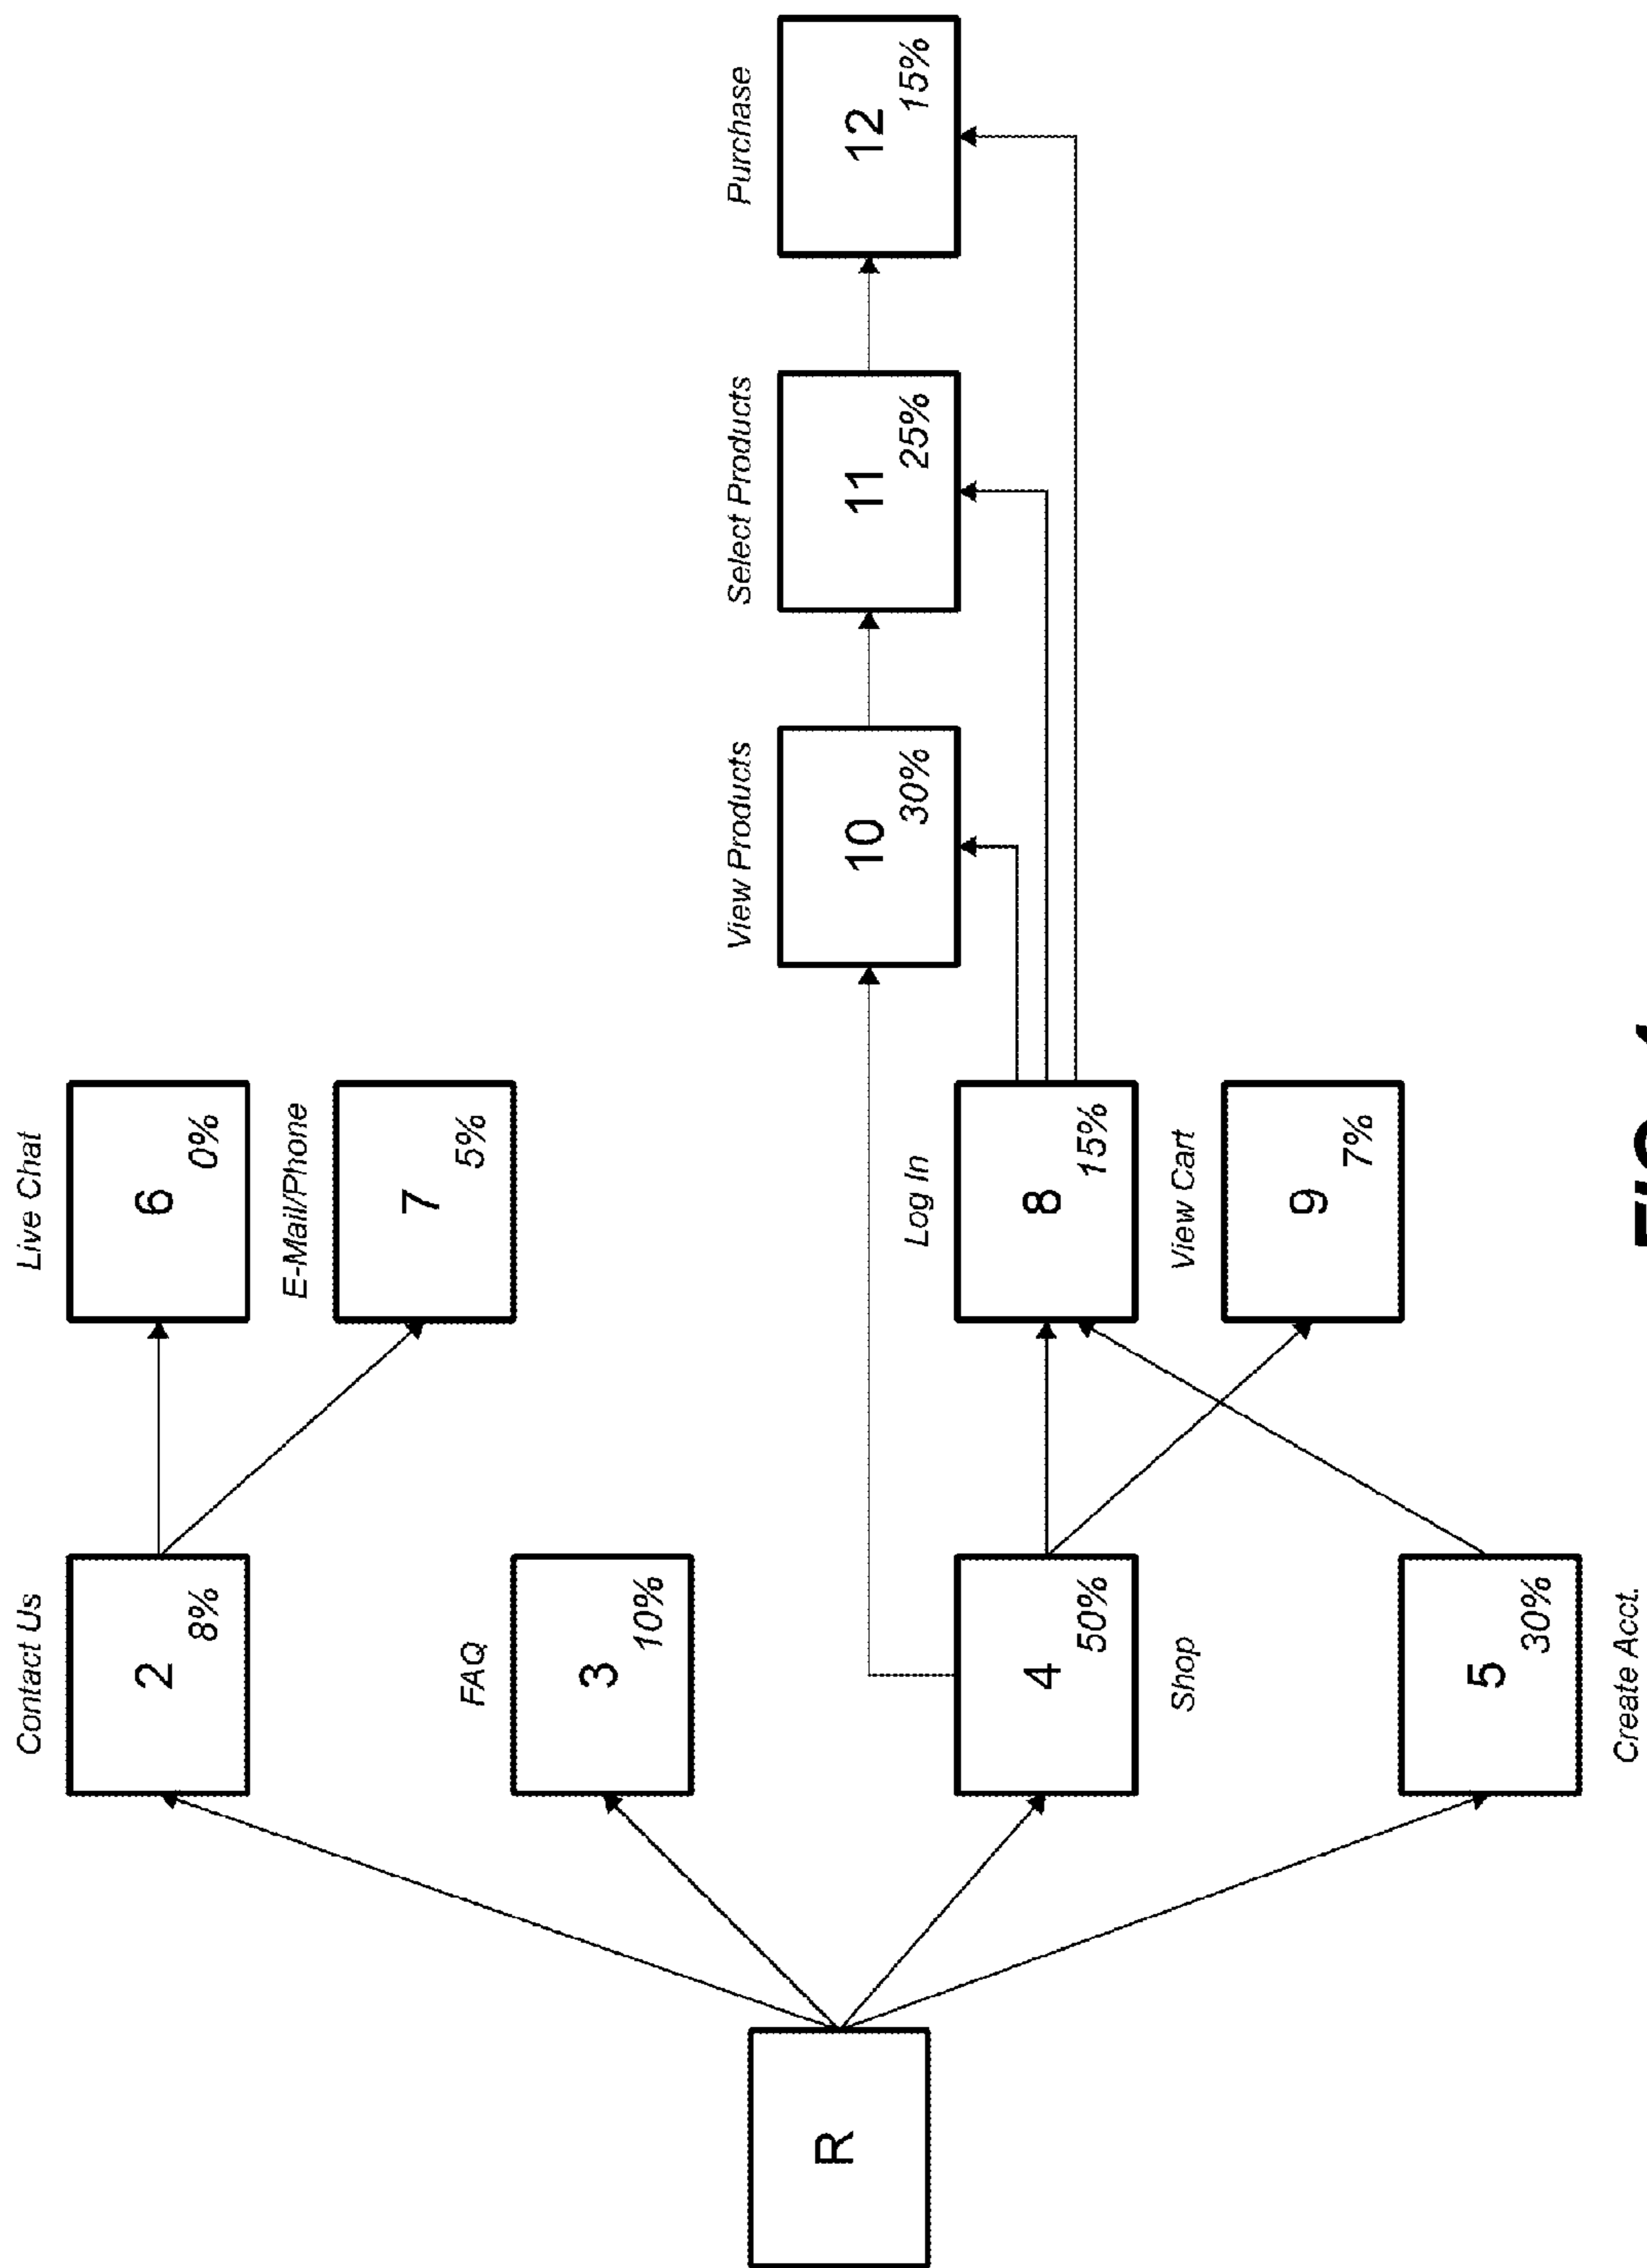 Contact Us
2
8%
Live Chat
6
0%
E-Mail/Phone
7
5%
FAQ
3
10%
View Products
10
30%
Select Products
11
25%
Purchase
12
15%
R
Log In
8
15%
4
50%
Shop
View Cart
9
7%
5
30%
Create Acct.
FIG.